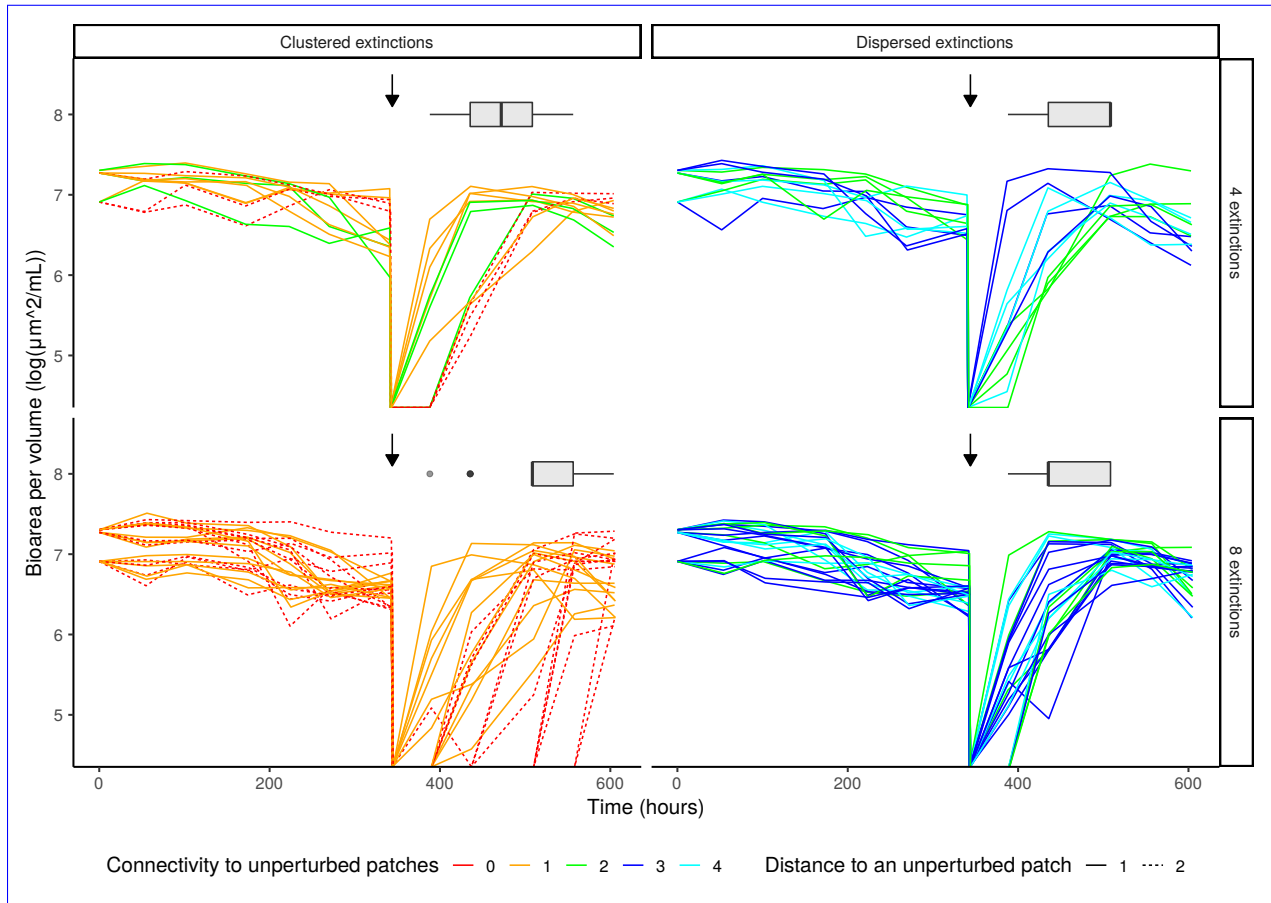 Clustered extinctions
Dispersed extinctions
8
7
6
5
4 extinctions
8
7
6
5
8 extinctions
Bioarea per volume (log(µm^2/mL))
0 200 400 600
0 200 400 600
Time (hours)
Connectivity to unperturbed patches 0 1 2 3 4 Distance to an unperturbed patch 1 2